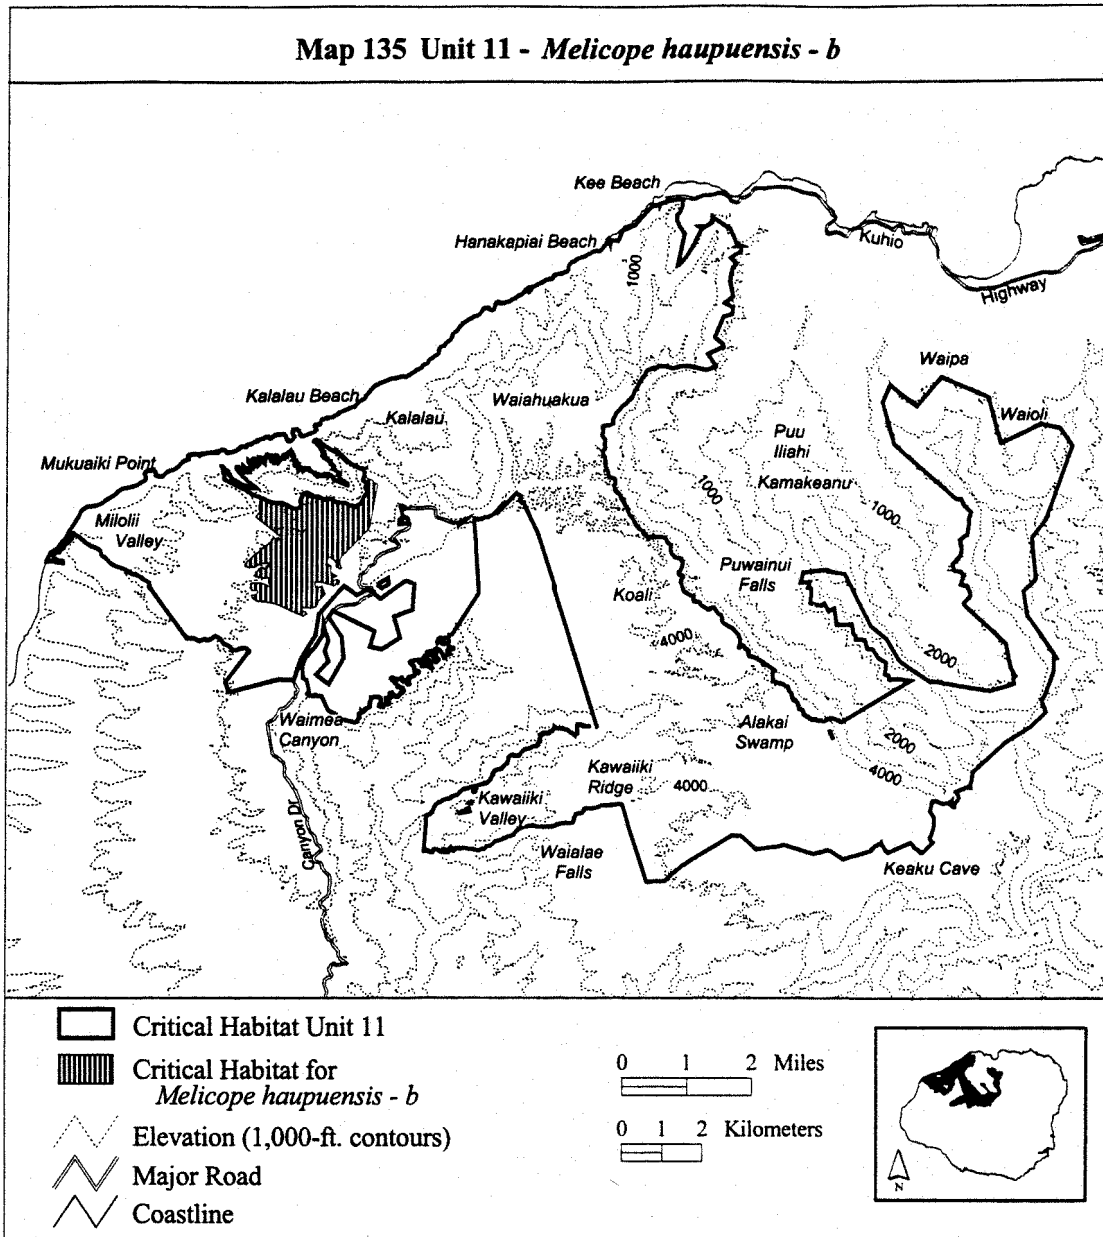 Map 135 Unit 11 - Melicope haupuensis - b
Kee Beach
Hanakapiai Beach
Kuhio
Highway
1000
Waipa
Kalalau Beach
Waiahuakua
Kalalau
Waioli
Puu
Iliahi
Mukuaiki Point
Kamakeanu
1000
1000
Milolii
Valley
Puwainui
Falls
Koali
4000
2000
Waimea
Canyon
Alakai
Swamp
2000
Kawaiiki
Ridge
4000
4000
Kawaiiki
Valley
Canyon Dr
Waialae
Falls
Keaku Cave
Critical Habitat Unit 11
Critical Habitat for
Melicope haupuensis - b
Elevation (1,000-ft. contours)
Major Road
Coastline
0 1 2 Miles
0 1 2 Kilometers
N